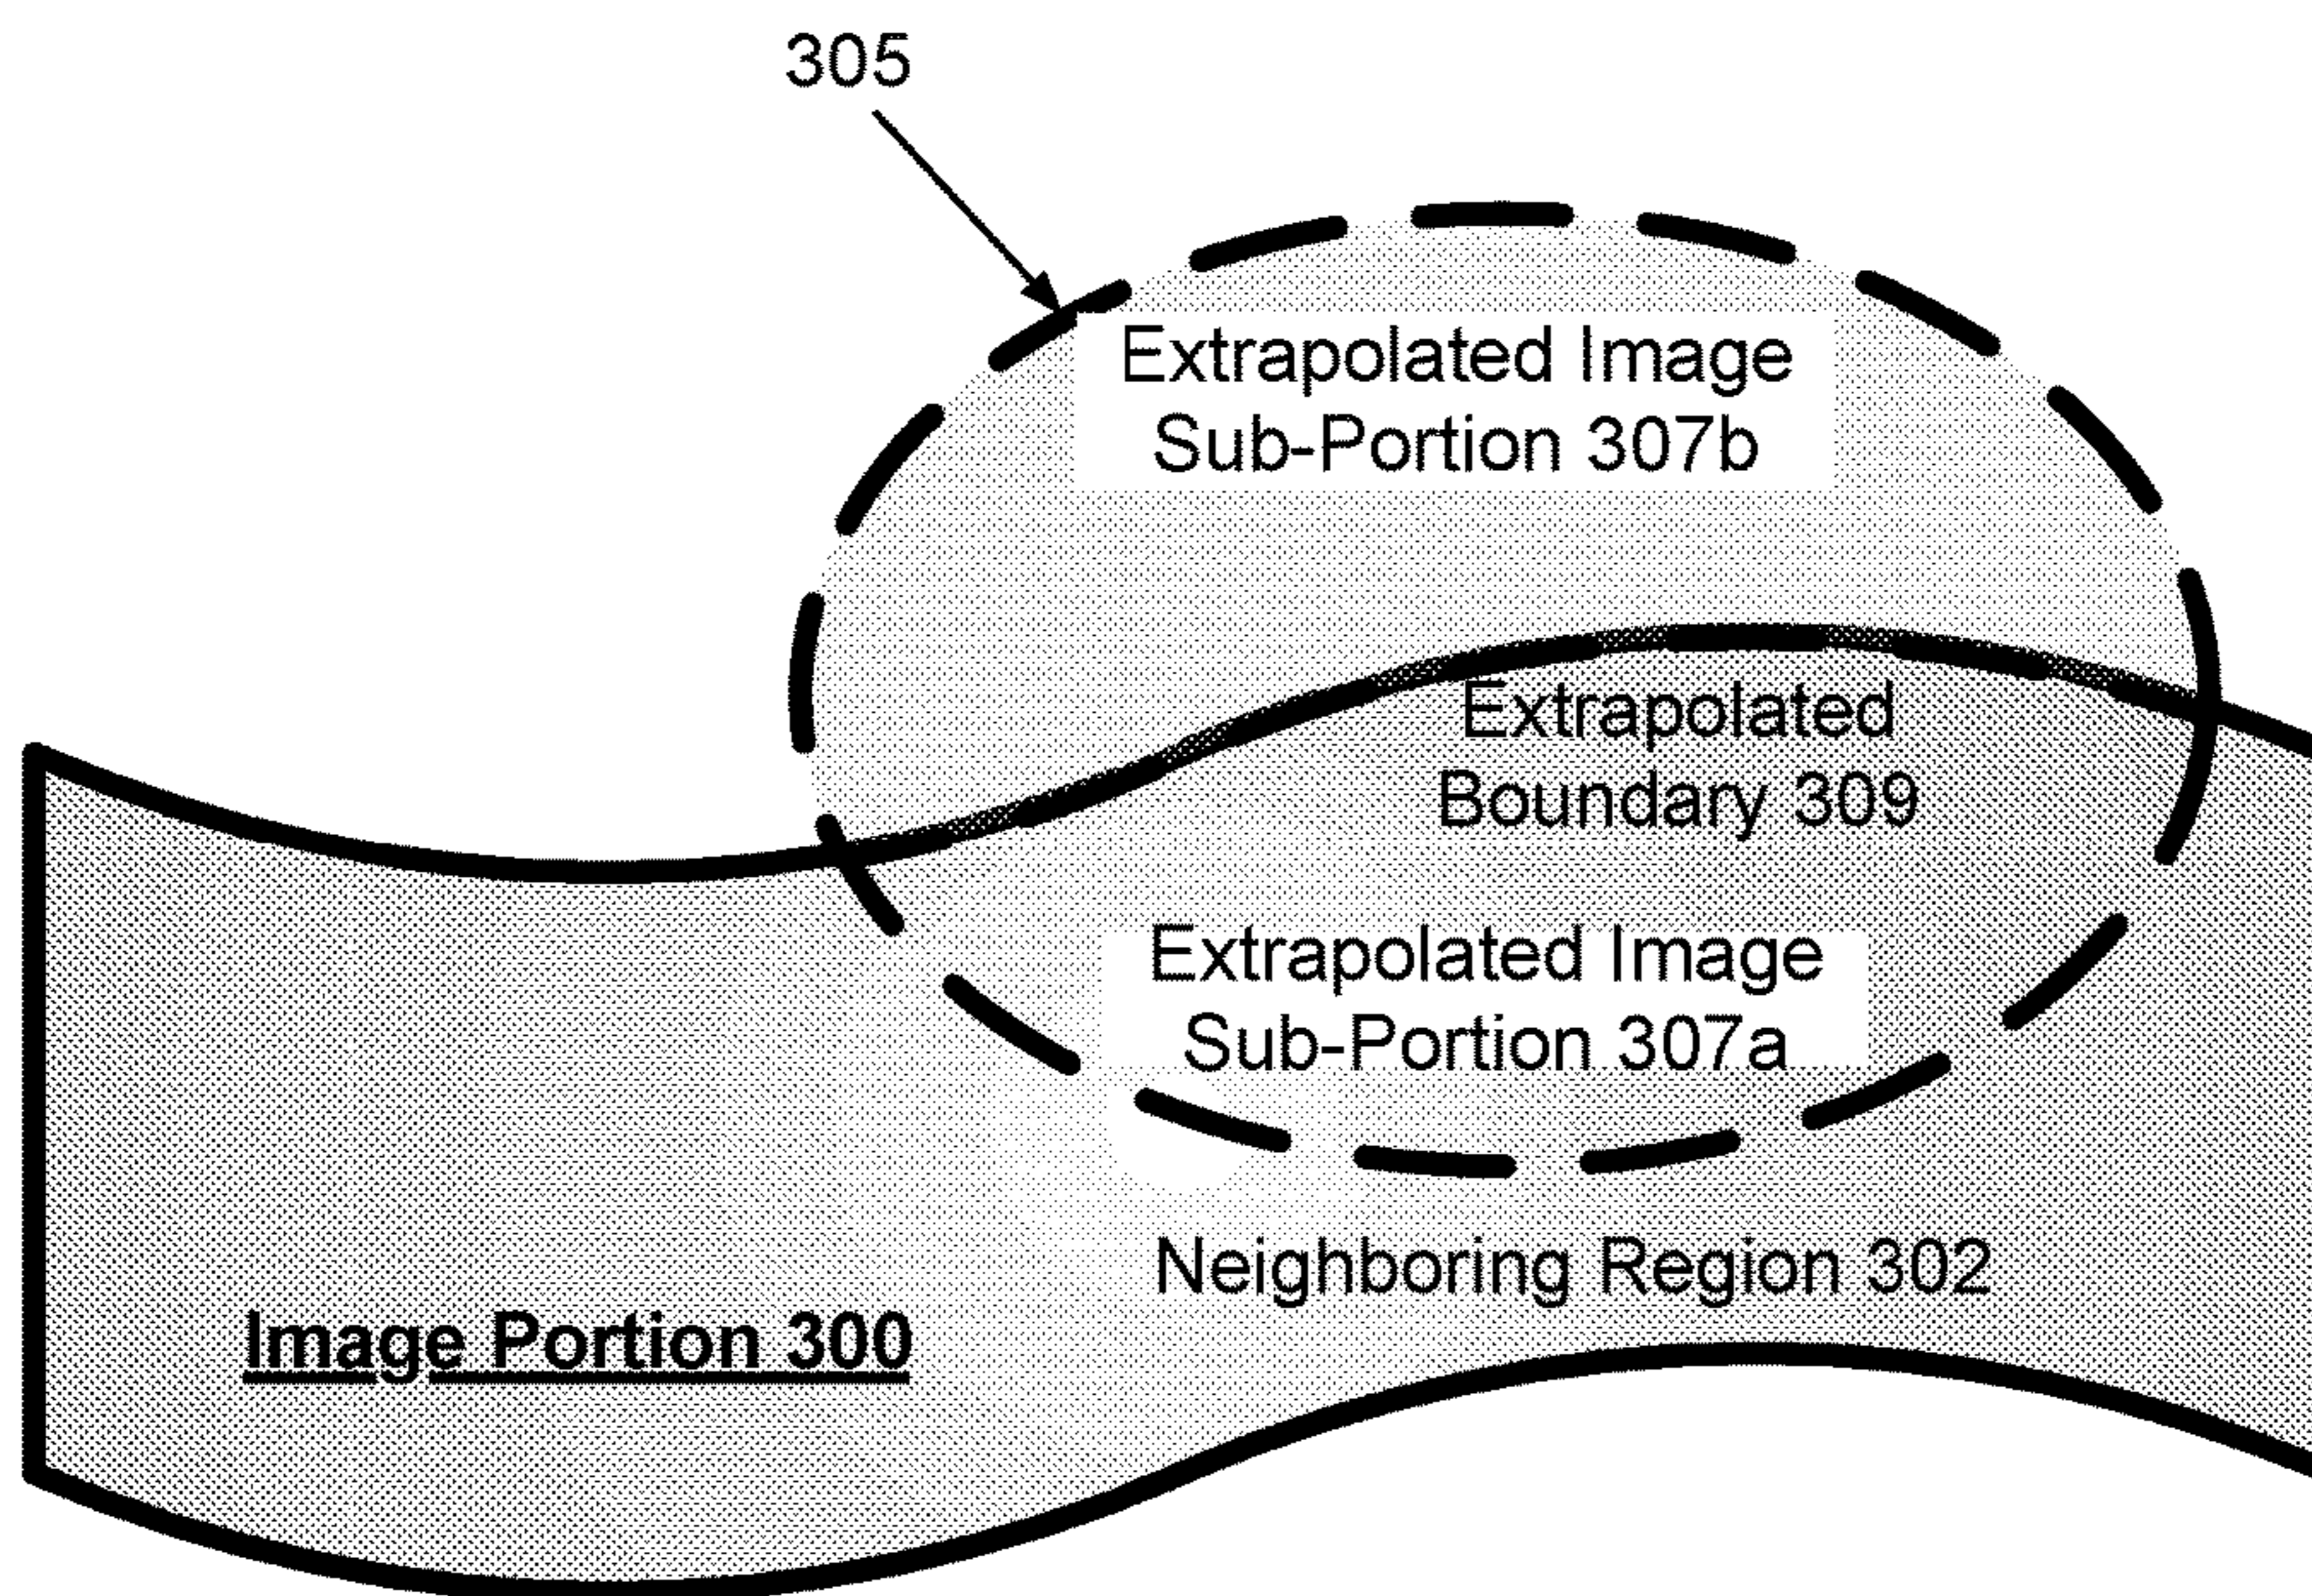 305
Extrapolated Image
Sub-Portion 307b
Extrapolated
Boundary 309
Extrapolated Image
Sub-Portion 307a
Neighboring Region 302
Image Portion 300